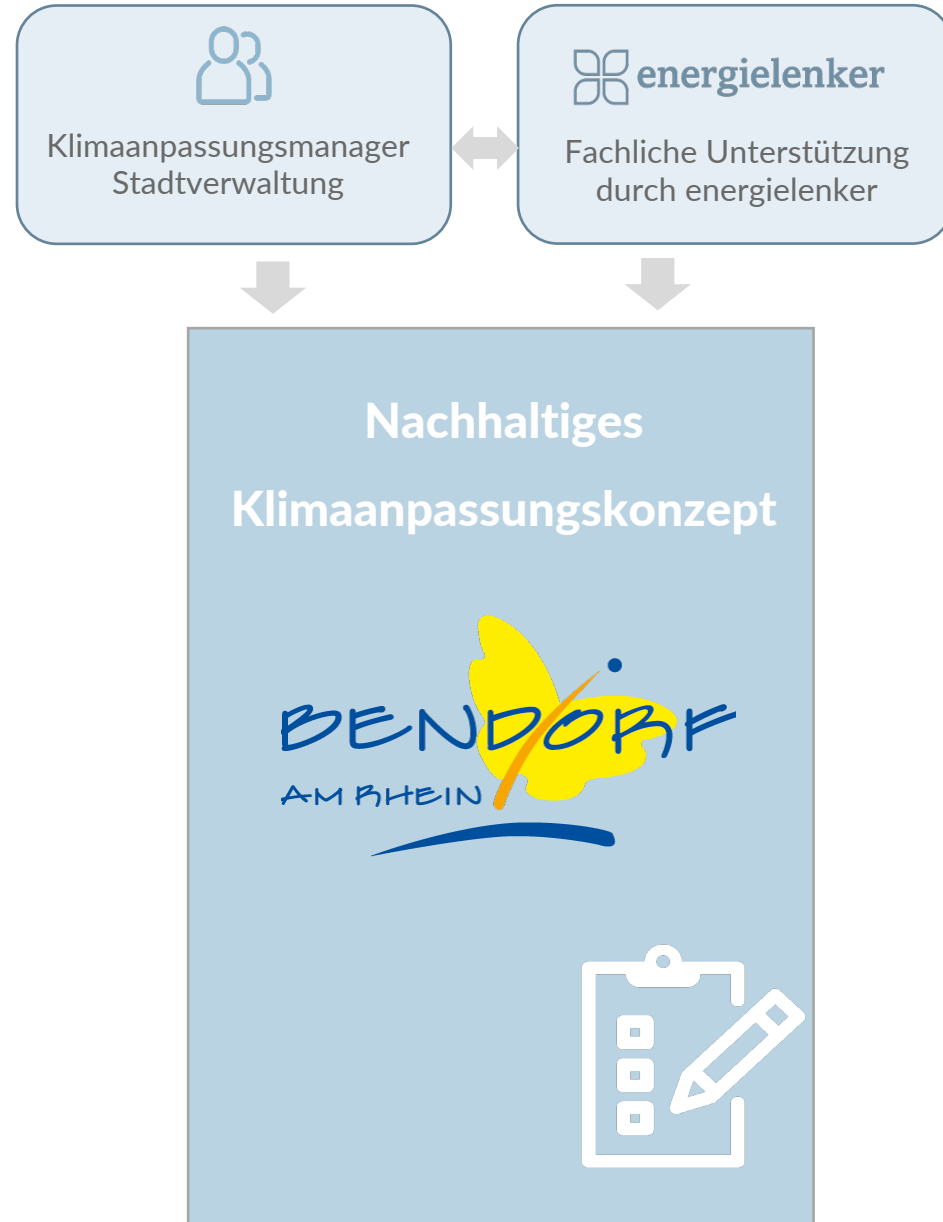 Klimaanpassungsmanager
Stadtverwaltung
energielenker
Fachliche Unterstützung
durch energielenker
Nachhaltiges
Klimaanpassungskonzept
BENDORF
AM RHEIN